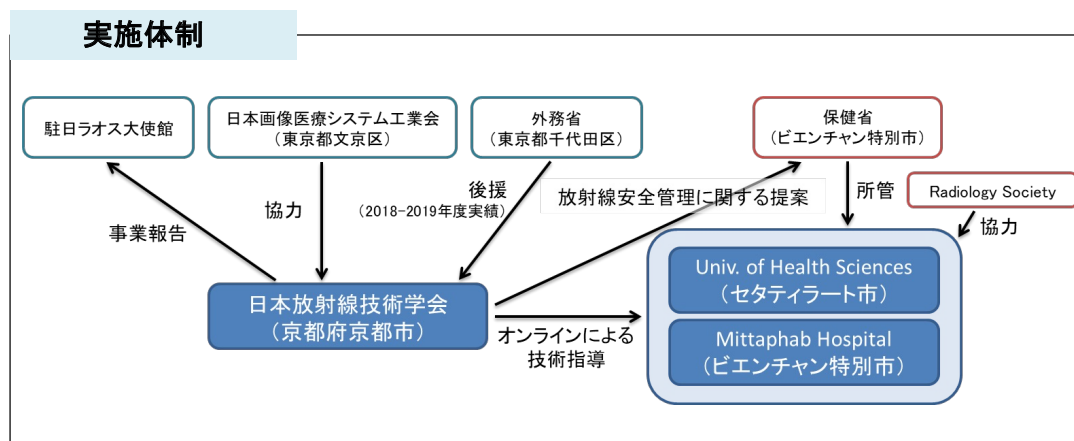 実施体制
駐日ラオス大使館
日本画像医療システム工業会
（東京都文京区）
外務省
（東京都千代田区）
保健省
（ビエンチャン特別市）
事業報告
協力
後援
（2018-2019年度実績）
放射線安全管理に関する提案
所管
Radiology Society
協力
日本放射線技術学会
（京都府京都市）
オンラインによる
技術指導
Univ. of Health Sciences
（セタティラート市）
Mittaphab Hospital
（ビエンチャン特別市）